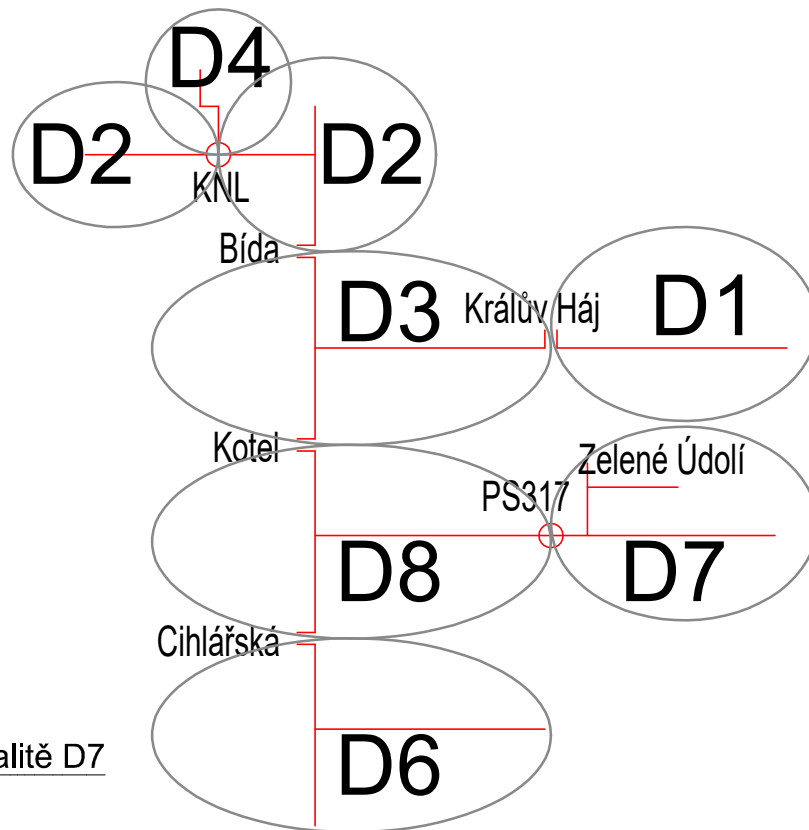 D4
D2
D2
KNL
Bída
D3
Králův Háj
D1
Kotel
Zelené Údolí
PS317
D8
D7
Cihlářská
alitě D7
D6